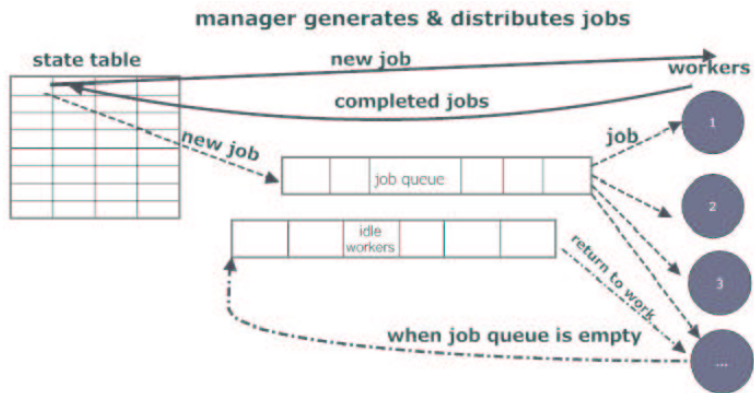 manager generates & distributes jobs
state table
new job
workers
completed jobs
1
new job
job
job queue
2
idle
workers
return to work
3
when job queue is empty
...